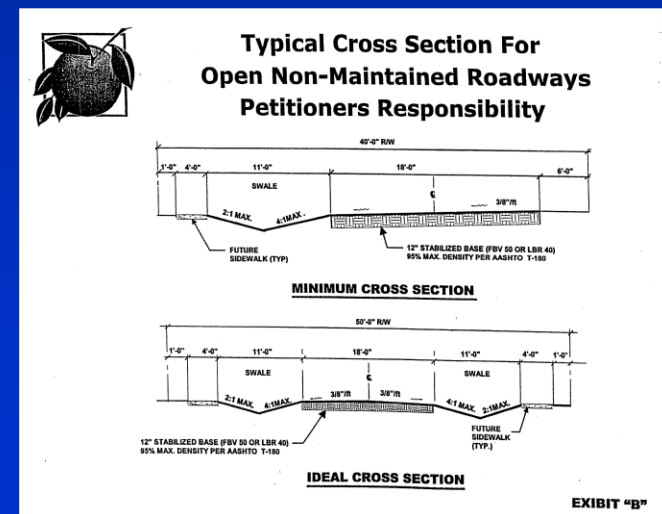 Typical Cross Section For
Open Non-Maintained Roadways
Petitioners Responsibility
40'-0" R/W
1'-0" 4'-0" 11'-0" 18'-0" 6'-0"
SWALE
℄
3/8"/ft
2:1 MAX. 4:1MAX.
FUTURE
SIDEWALK (TYP)
12" STABILIZED BASE (FBV 50 OR LBR 40)
95% MAX. DENSITY PER AASHTO T-180
MINIMUM CROSS SECTION
50'-0" R/W
1'-0" 4'-0" 11'-0" 18'-0" 11'-0" 4'-0" 1'-0"
SWALE SWALE
℄
3/8"/ft 3/8"/ft
2:1 MAX. 4:1MAX. 4:1 MAX. 2:1MAX.
FUTURE
SIDEWALK
(TYP.)
12" STABILIZED BASE (FBV 50 OR LBR 40)
95% MAX. DENSITY PER AASHTO T-180
IDEAL CROSS SECTION
EXIBIT "B"